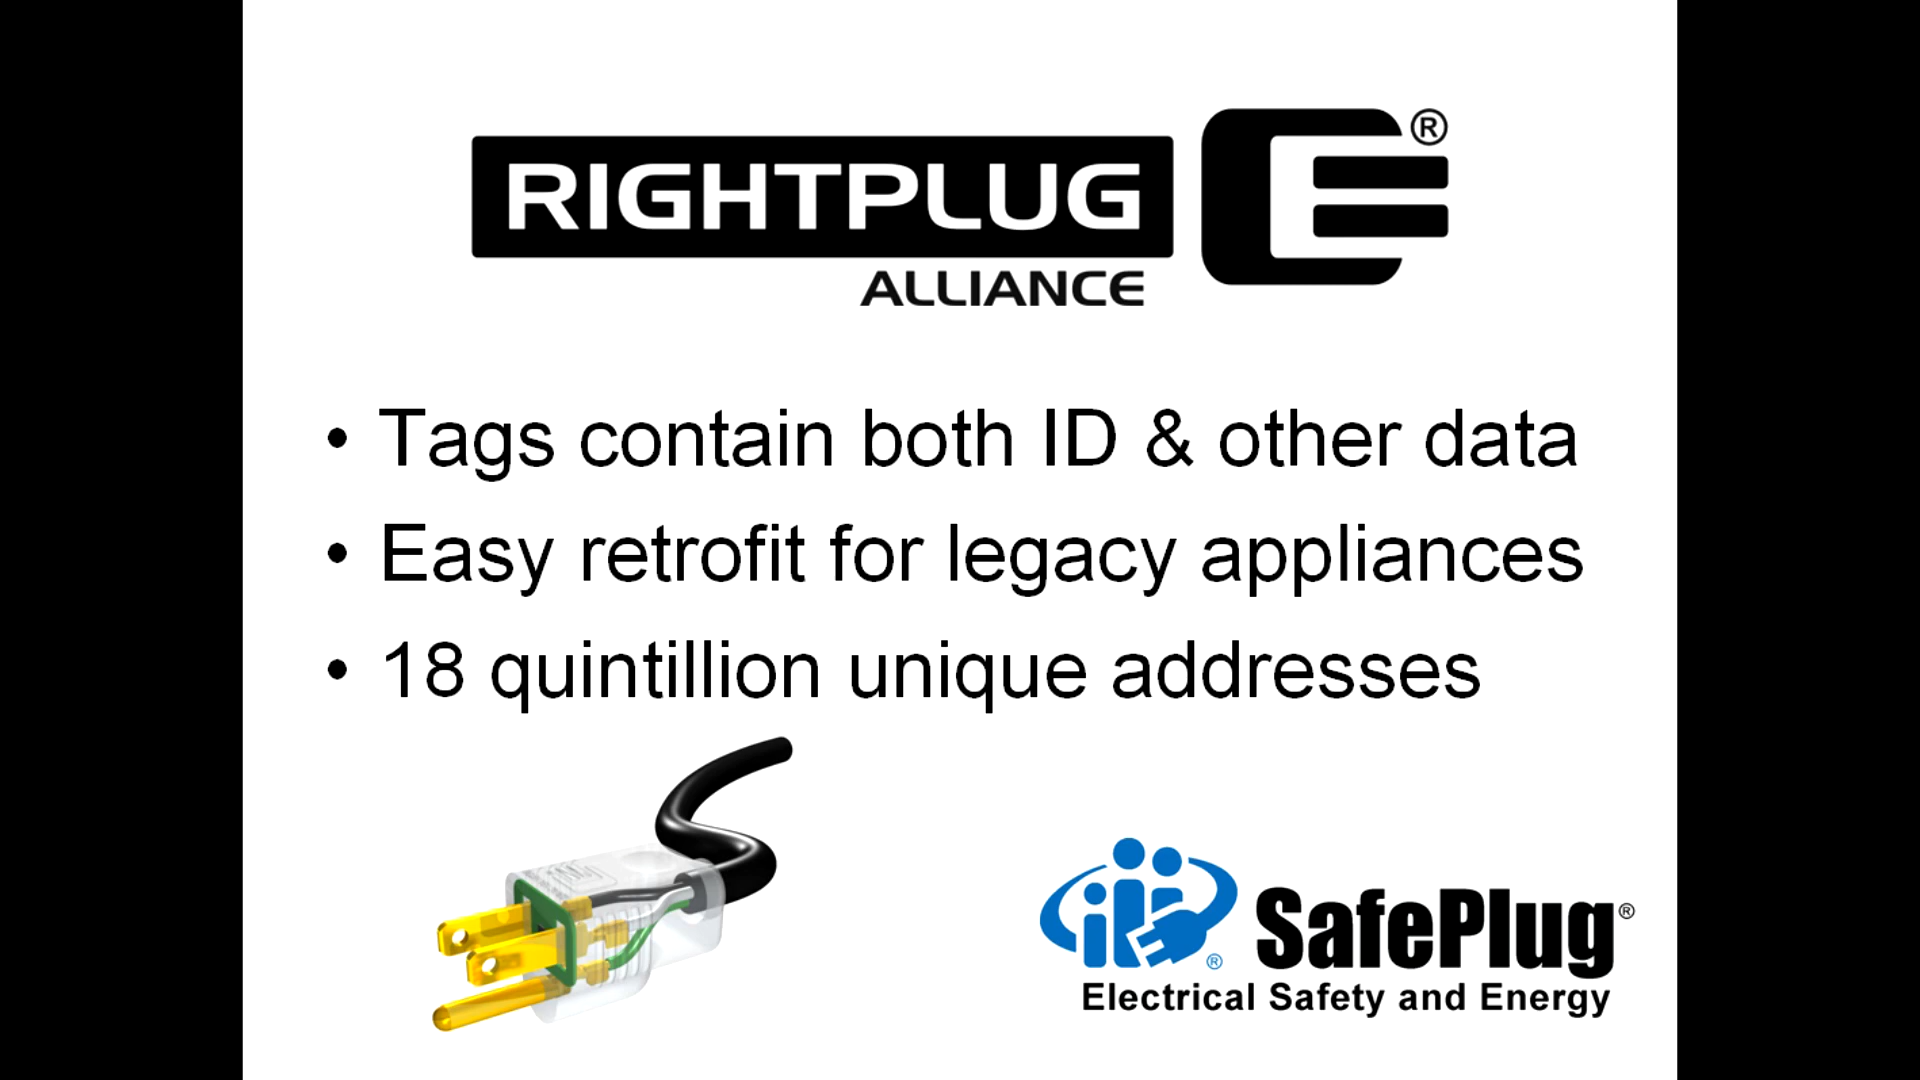 RIGHTPLUG
®
ALLIANCE
• Tags contain both ID & other data
• Easy retrofit for legacy appliances
• 18 quintillion unique addresses
SafePlug®
®
Electrical Safety and Energy